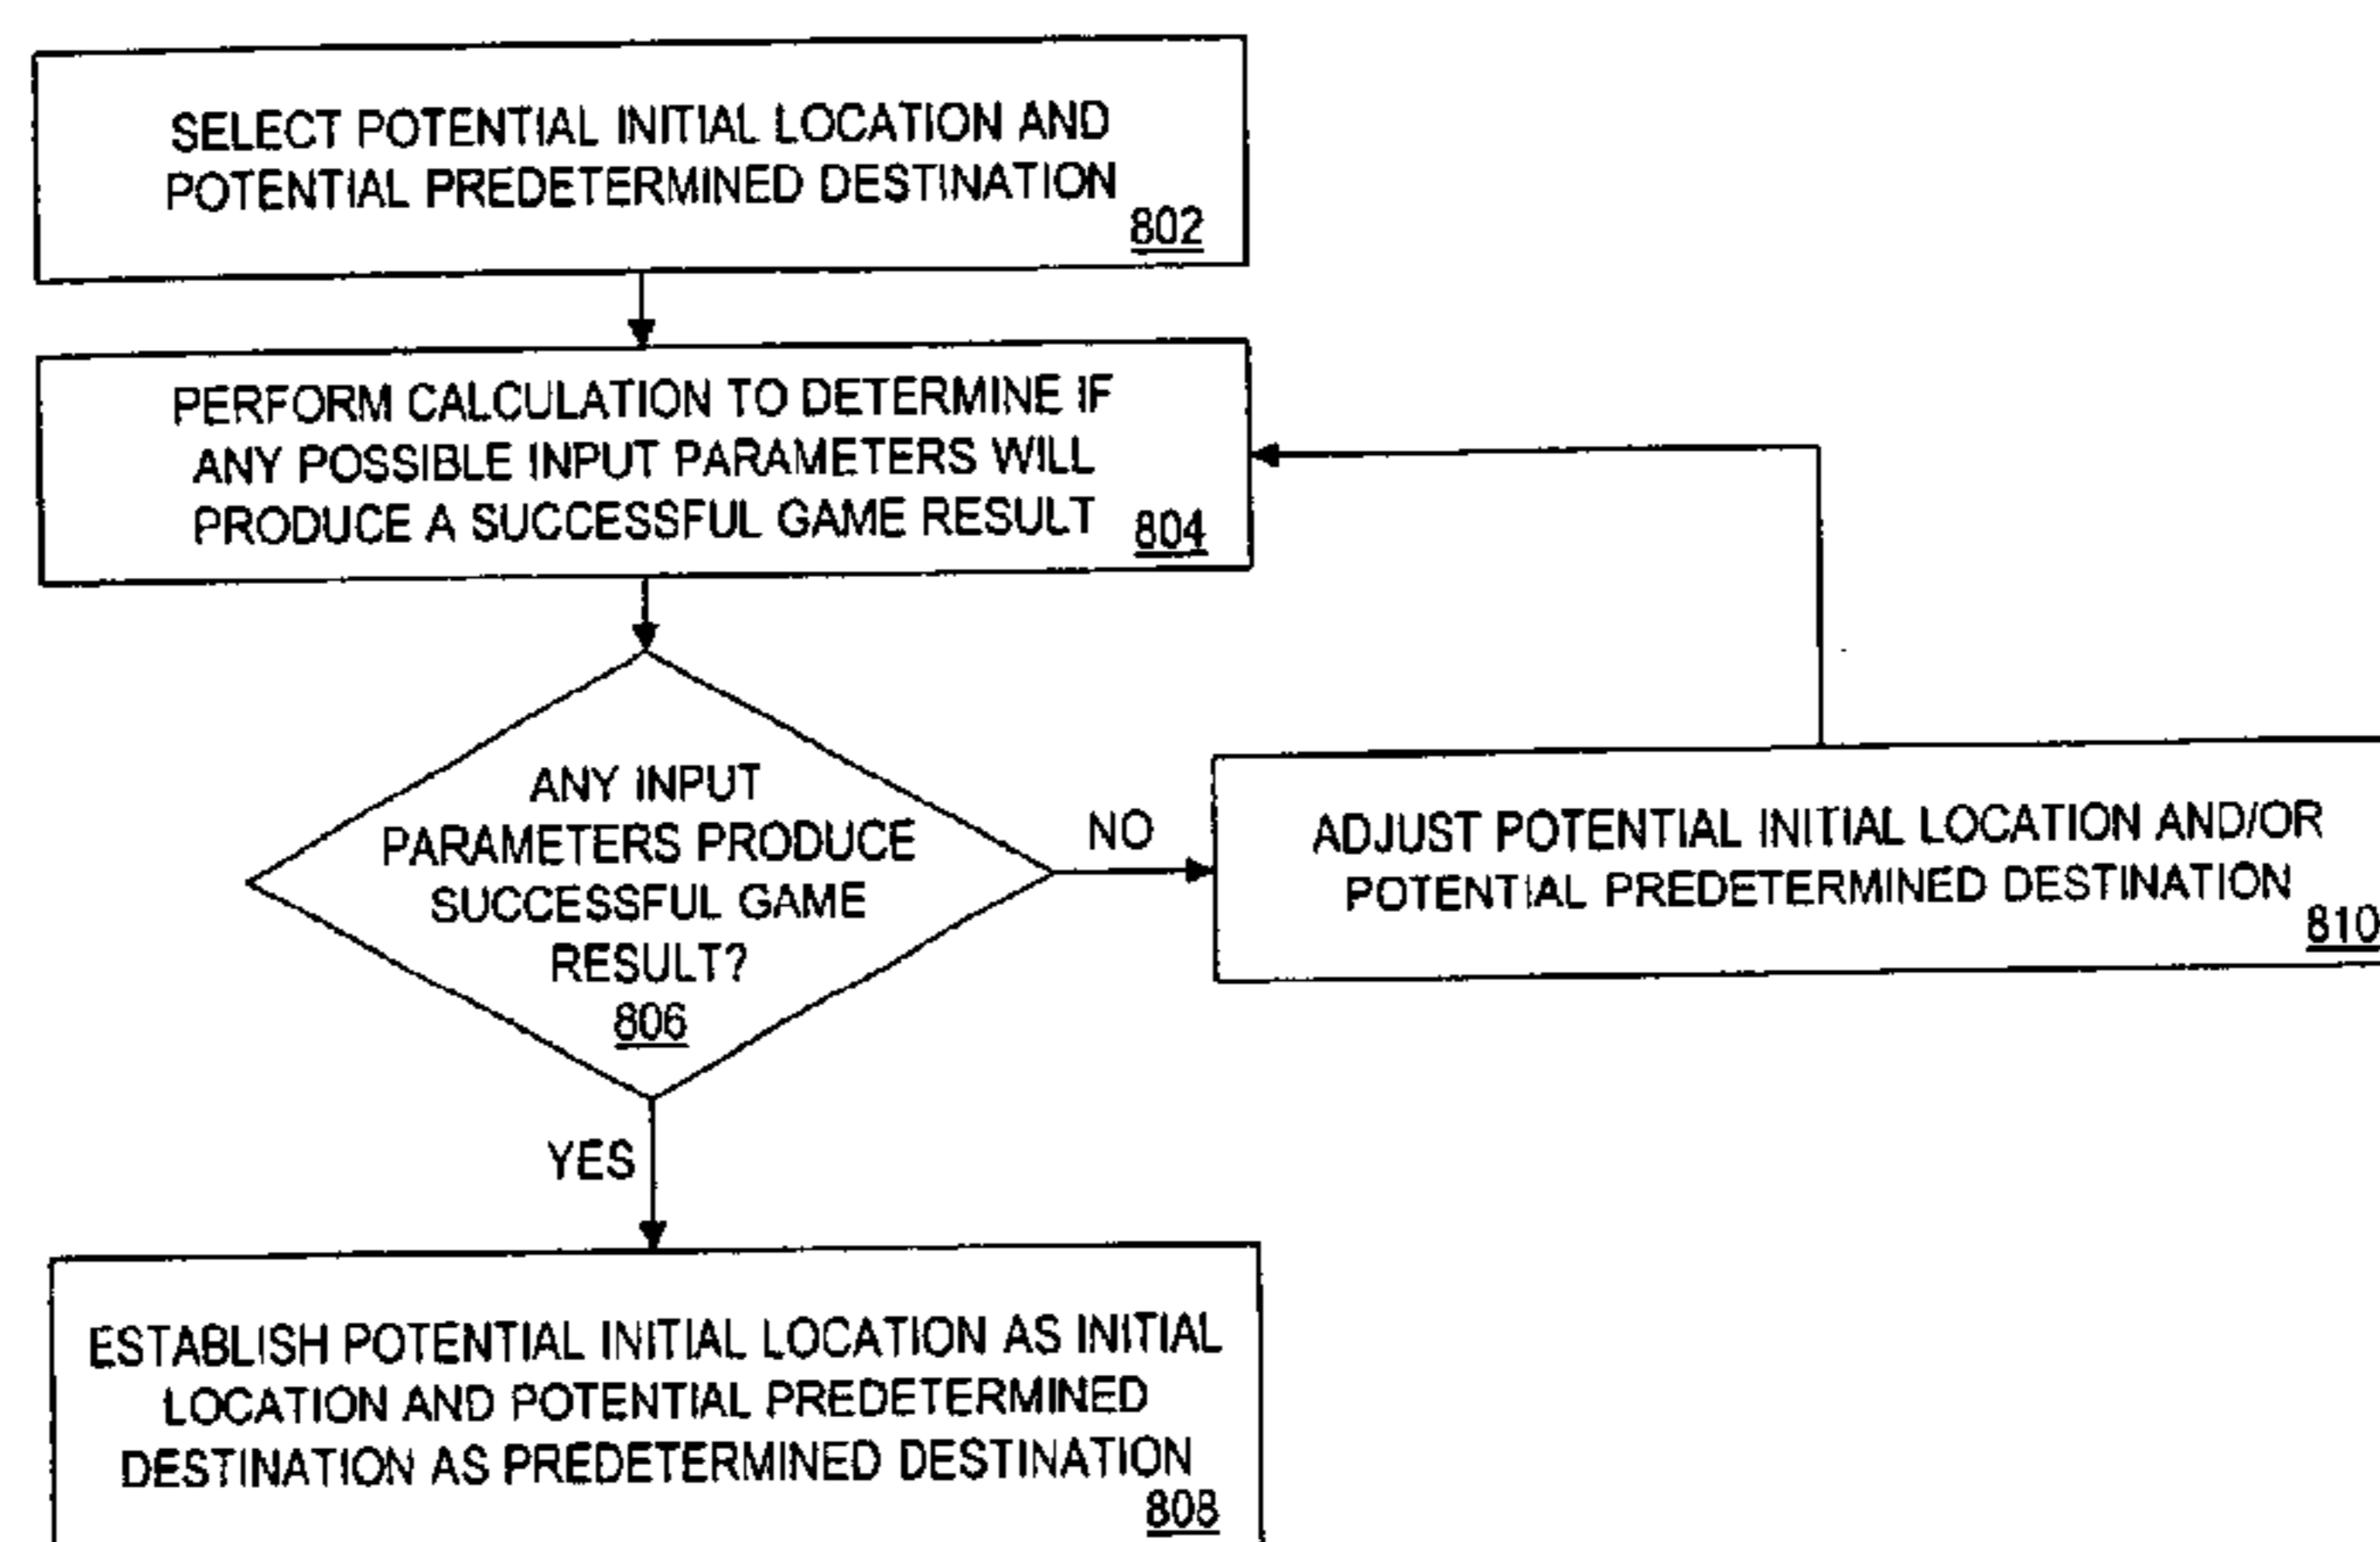 SELECT POTENTIAL INITIAL LOCATION AND
POTENTIAL PREDETERMINED DESTINATION
802
PERFORM CALCULATION TO DETERMINE IF
ANY POSSIBLE INPUT PARAMETERS WILL
PRODUCE A SUCCESSFUL GAME RESULT
804
ANY INPUT
PARAMETERS PRODUCE
SUCCESSFUL GAME
RESULT?
806
NO
ADJUST POTENTIAL INITIAL LOCATION AND/OR
POTENTIAL PREDETERMINED DESTINATION
810
YES
ESTABLISH POTENTIAL INITIAL LOCATION AS INITIAL
LOCATION AND POTENTIAL PREDETERMINED
DESTINATION AS PREDETERMINED DESTINATION
808